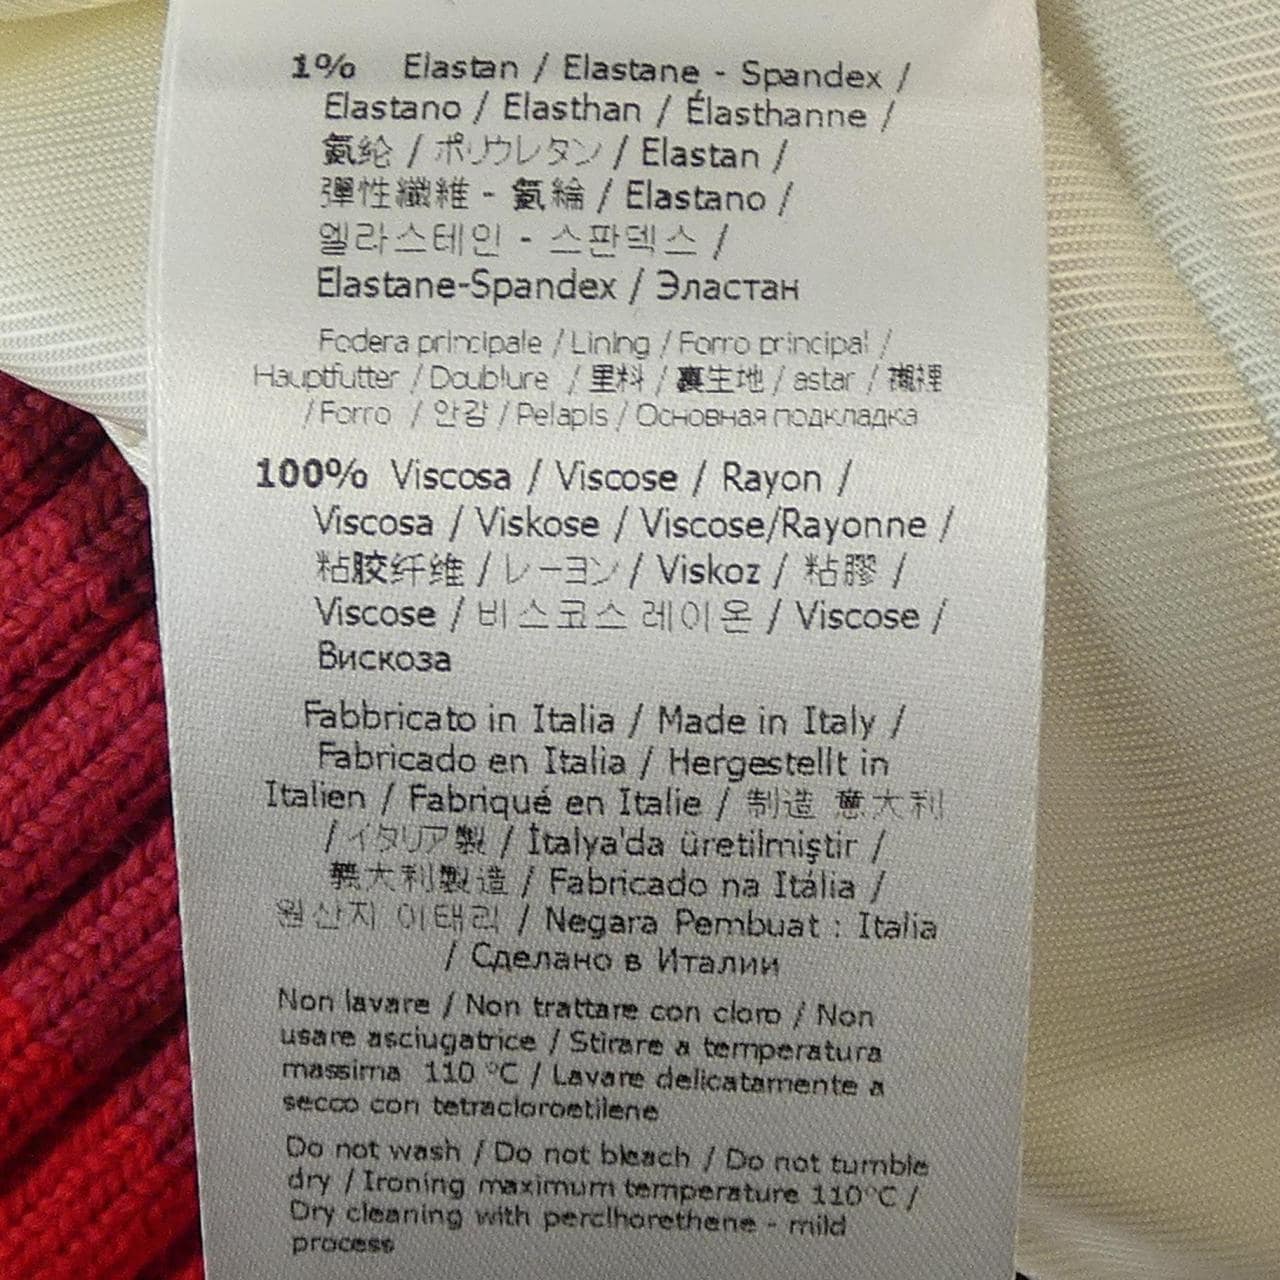 1% Elastan / Elastane - Spandex /
Elastano / Elasthan / Élasthanne /
氨纶 / ポリウレタン / Elastan /
彈性纖維 - 氨綸 / Elastano /
엘라스테인 - 스판덱스 /
Elastane-Spandex / Эластан
Fodera principale / Lining / Forro principal /
Hauptfutter / Doublure / 里料 / 裏生地 / astar / 襯裡
/ Forro / 안감 / Pelapis / Основная подкладка
100% Viscosa / Viscose / Rayon /
Viscosa / Viskose / Viscose/Rayonne /
粘胶纤维 / レーヨン / Viskoz / 粘膠 /
Viscose / 비스코스 레이온 / Viscose /
Вискоза
Fabbricato in Italia / Made in Italy /
Fabricado en Italia / Hergestellt in
Italien / Fabriqué en Italie / 制造 意大利
/ イタリア製 / İtalya'da üretilmiştir /
義大利製造 / Fabricado na Itália /
원산지 이태리 / Negara Pembuat : Italia
/ Сделано в Италии
Non lavare / Non trattare con cloro / Non
usare asciugatrice / Stirare a temperatura
massima 110 °C / Lavare delicatamente a
secco con tetracloroetilene
Do not wash / Do not bleach / Do not tumble
dry / Ironing maximum temperature 110°C /
Dry cleaning with perclhorethene - mild
process